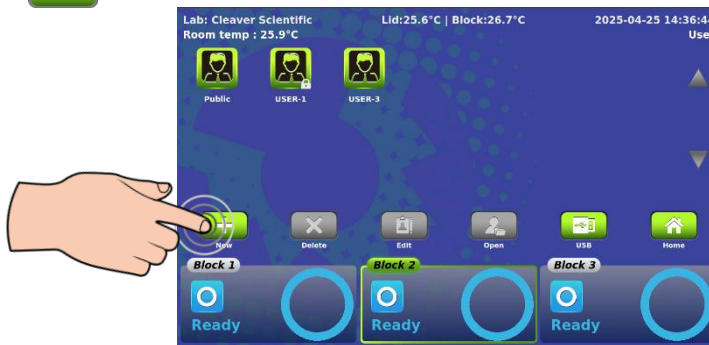 Lab: Cleaver Scientific Lid:25.6°C | Block:26.7°C 2025-04-25 14:36:4
Room temp : 25.9°C Use
Public USER-1 USER-3
New Delete Edit Open USB Home
Block 1 Block 2 Block 3
Ready Ready Ready